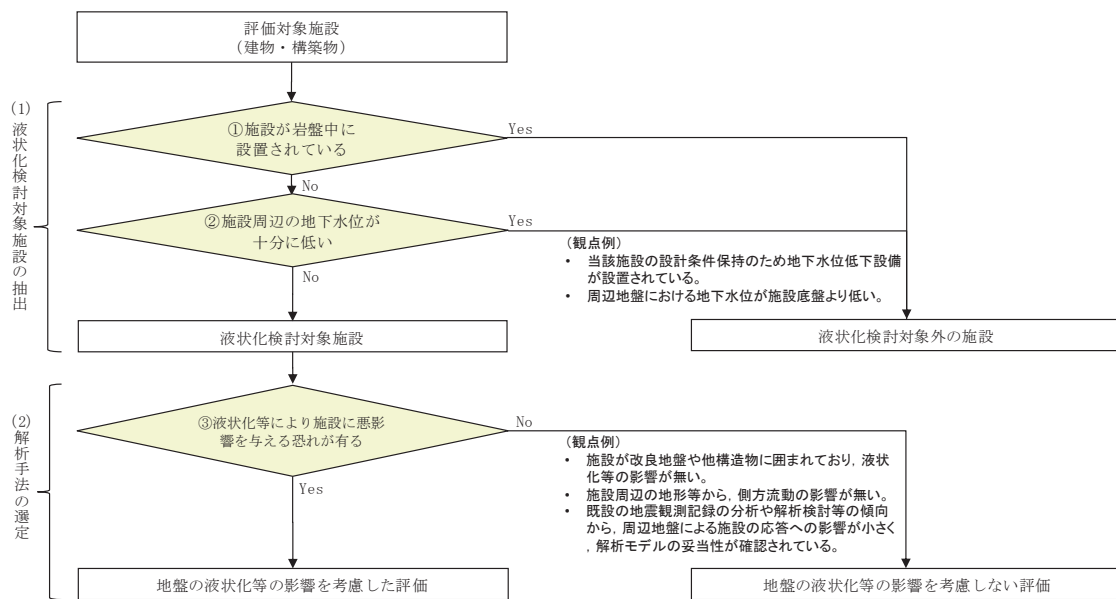 評価対象施設
（建物・構築物）
(1)液状化検討対象施設の抽出
①施設が岩盤中に
設置されている
Yes
No
②施設周辺の地下水位が
十分に低い
Yes
No
（観点例）
・ 当該施設の設計条件保持のため地下水位低下設備
が設置されている。
・ 周辺地盤における地下水位が施設底盤より低い。
液状化検討対象施設
液状化検討対象外の施設
(2)解析手法の選定
③液状化等により施設に悪影
響を与える恐れが有る
No
Yes
（観点例）
・ 施設が改良地盤や他構造物に囲まれており，液状
化等の影響が無い。
・ 施設周辺の地形等から，側方流動の影響が無い。
・ 既設の地震観測記録の分析や解析検討等の傾向
から，周辺地盤による施設の応答への影響が小さく
，解析モデルの妥当性が確認されている。
地盤の液状化等の影響を考慮した評価
地盤の液状化等の影響を考慮しない評価